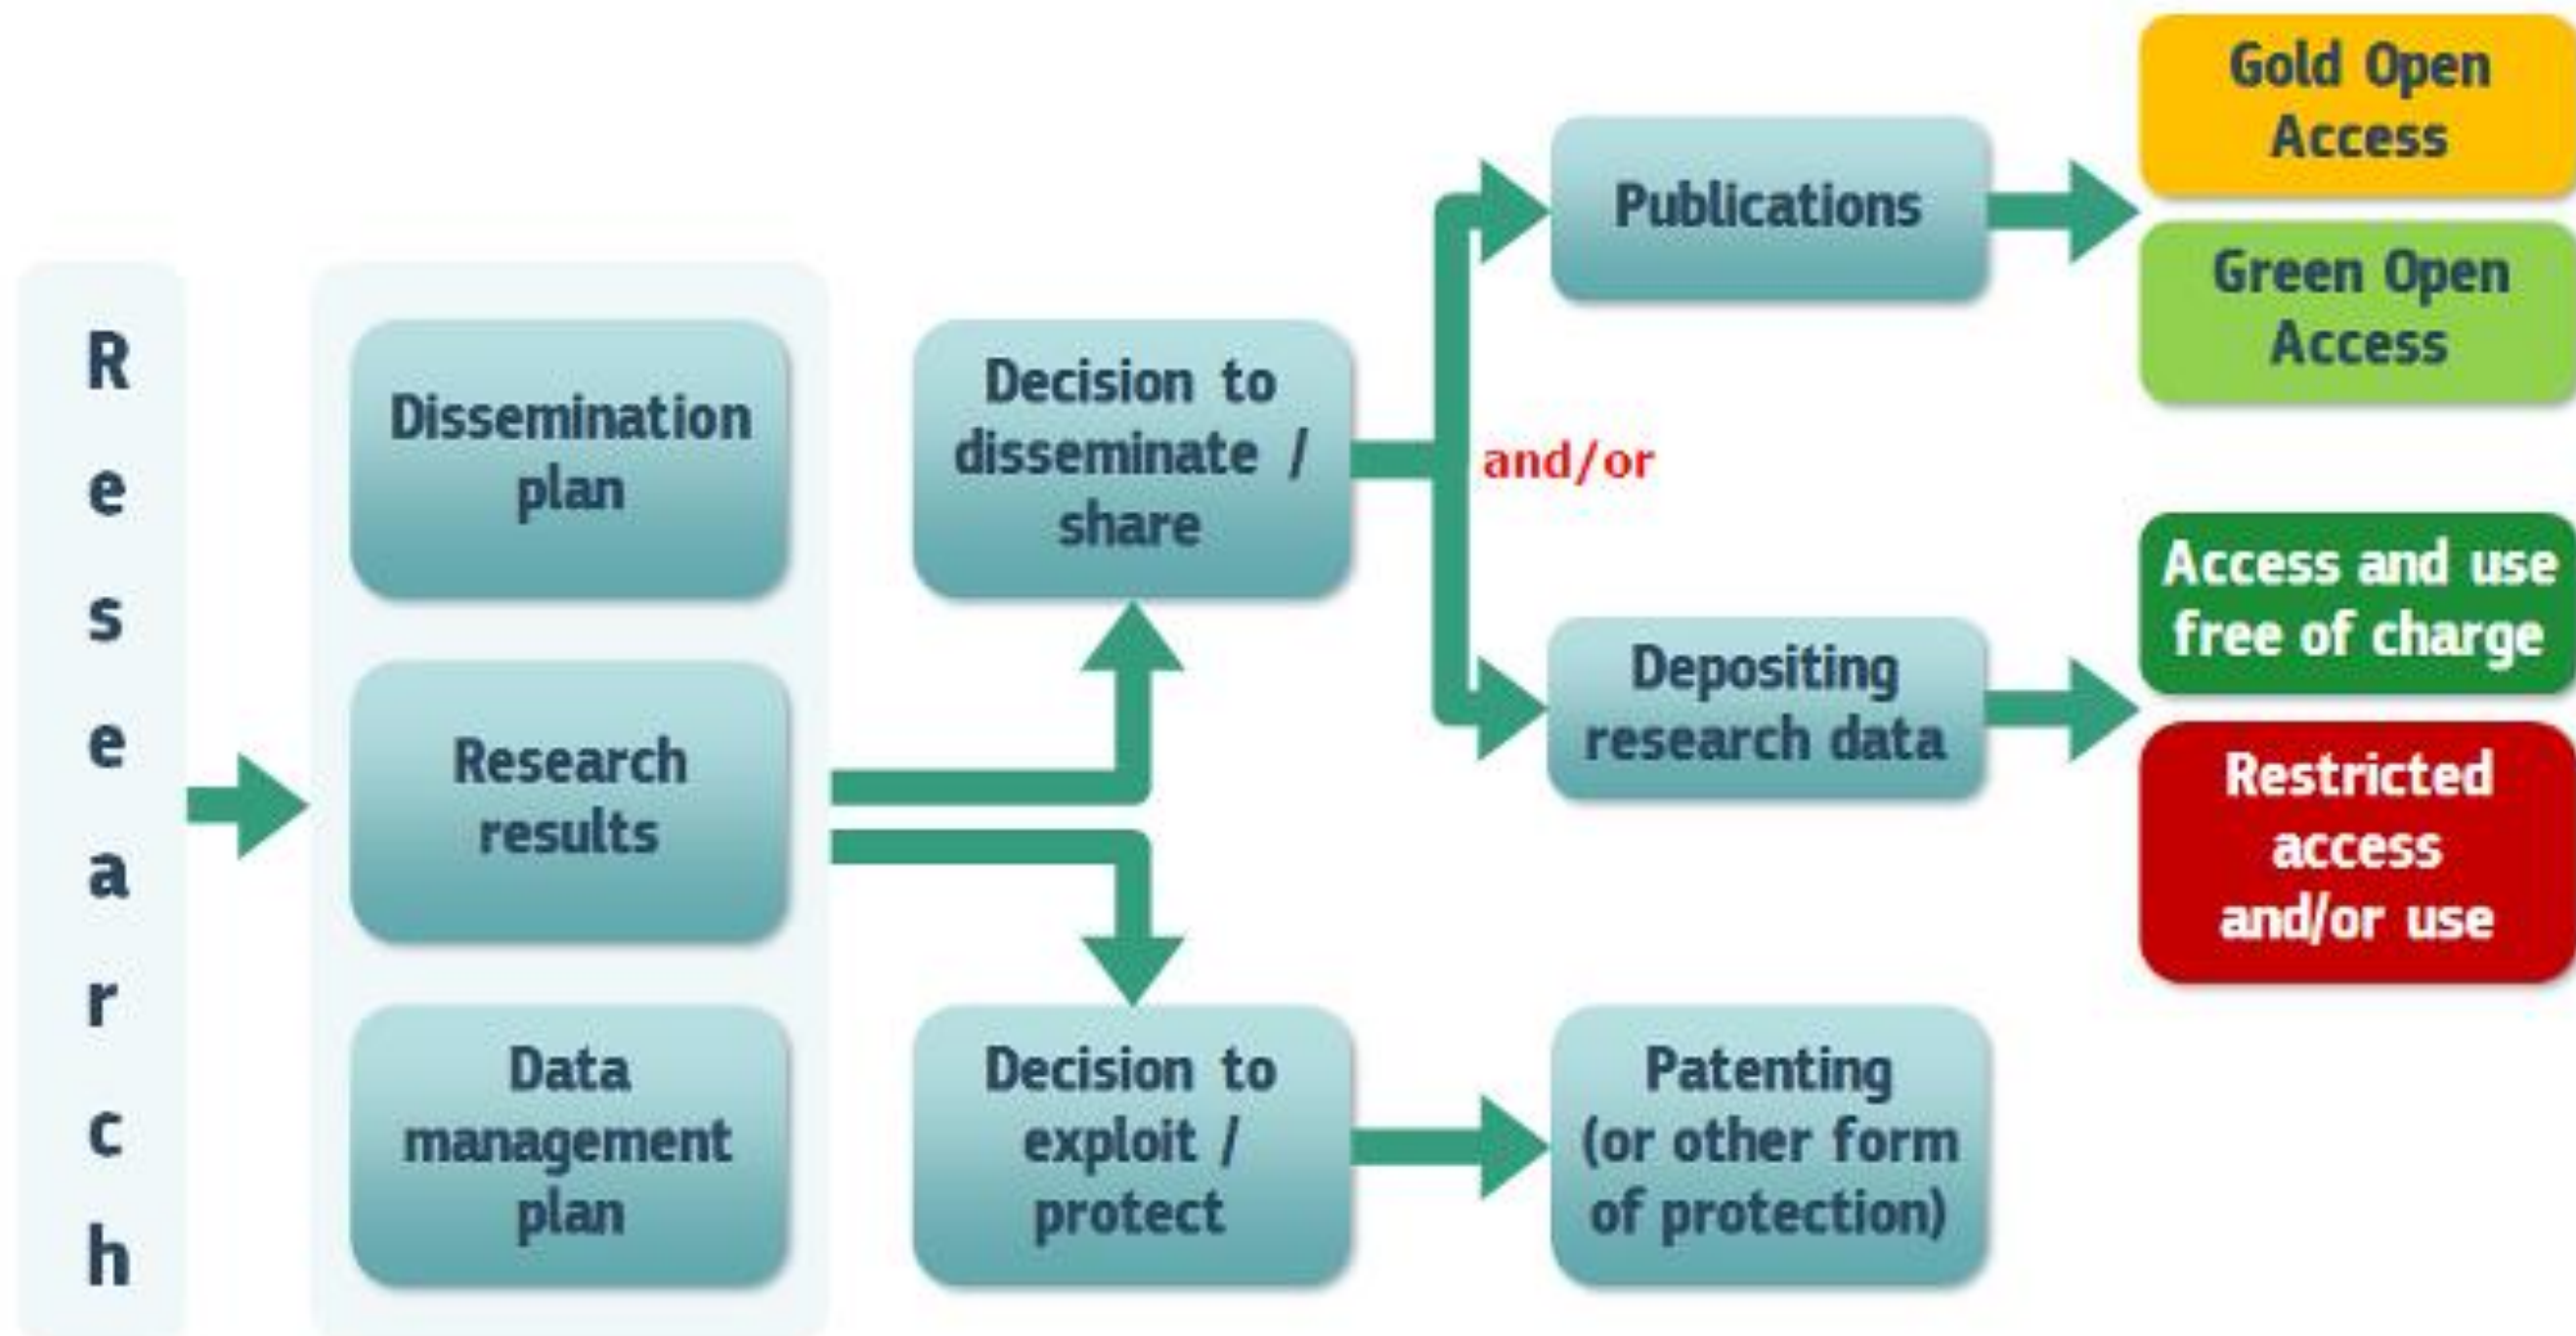 Research
Dissemination
plan
Research
results
Data
management
plan
Decision to
disseminate /
share
Decision to
exploit /
protect
and/or
Publications
Depositing
research data
Patenting
(or other form
of protection)
Gold Open
Access
Green Open
Access
Access and use
free of charge
Restricted
access
and/or use